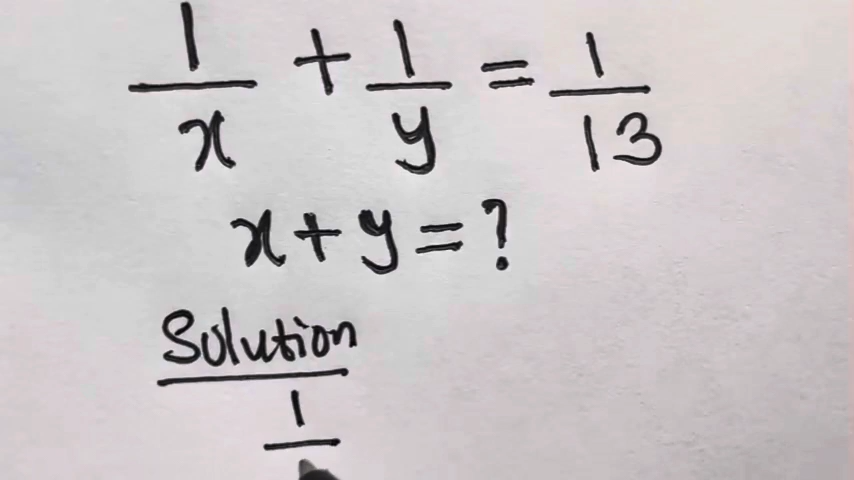 1/x + 1/y = 1/13
x + y = ?
Solution
1